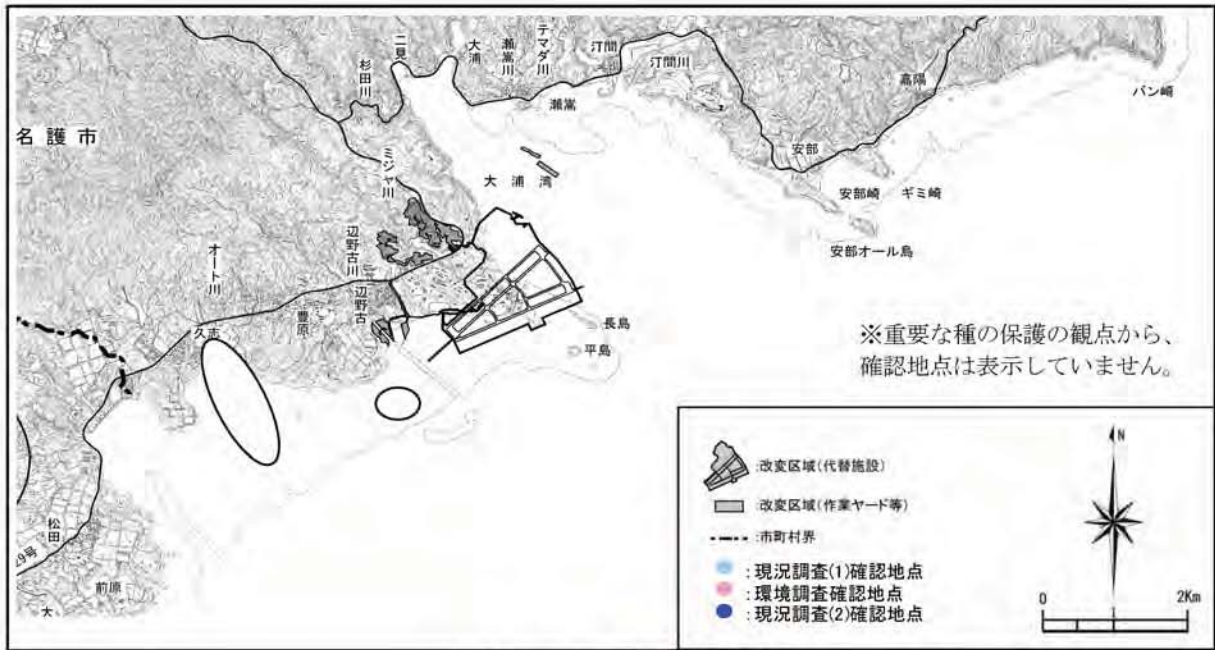 名護市
杉田川
二見
大浦
瀬嵩川
テマダ川
汀間
汀間川
瀬嵩
嘉陽
バン崎
安部
安部崎
ギミ崎
安部オール島
大浦湾
ミジャ川
辺野古川
辺野古
オート川
豊原
久志
長島
平島
松田
前原
大
※重要な種の保護の観点から、
確認地点は表示していません。
:改変区域(代替施設)
:改変区域(作業ヤード等)
:市町村界
:現況調査(1)確認地点
:環境調査確認地点
:現況調査(2)確認地点
N
0
2Km